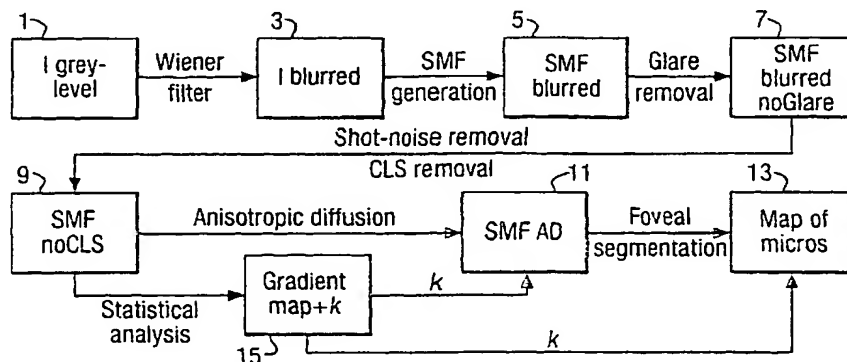 1
I grey-
level
Wiener
filter
3
I blurred
SMF
generation
5
SMF
blurred
Glare
removal
7
SMF
blurred
noGlare
Shot-noise removal
CLS removal
9
SMF
noCLS
Anisotropic diffusion
11
SMF AD
Foveal
segmentation
13
Map of
micros
Statistical
analysis
Gradient
map+k
15
k
k